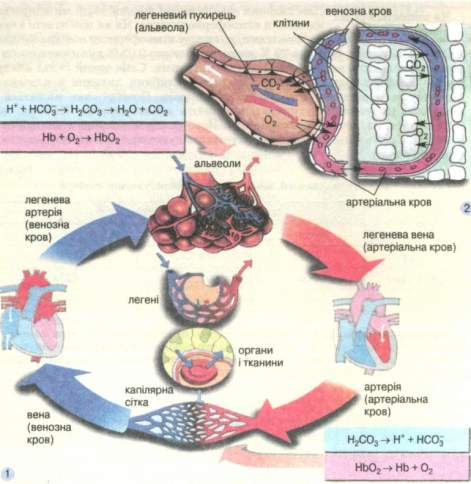 легеневий пухирець
(альвеола)
венозна кров
клітини
CO₂
O₂
CO₂
O₂
артеріальна кров
2
H⁺ + HCO₃⁻ → H₂CO₃ → H₂O + CO₂
Hb + O₂ → HbO₂
альвеоли
легенева
артерія
(венозна
кров)
легенева вена
(артеріальна кров)
легені
органи
і тканини
капілярна
сітка
вена
(венозна
кров)
артерія
(артеріальна
кров)
H₂CO₃ → H⁺ + HCO₃⁻
HbO₂ → Hb + O₂
1